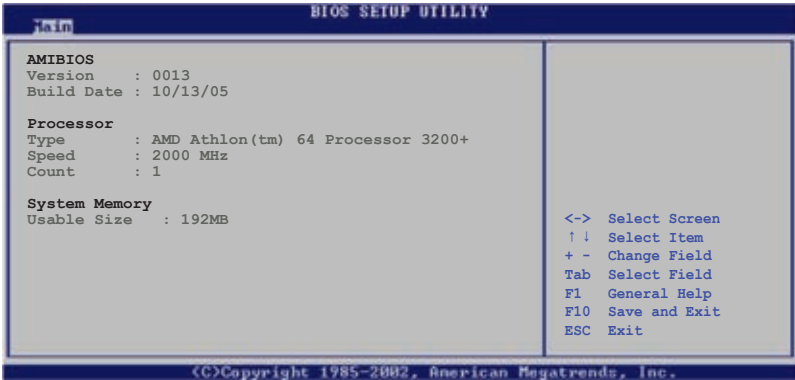 BIOS SETUP UTILITY
Main
AMIBIOS
Version : 0013
Build Date : 10/13/05
Processor
Type : AMD Athlon(tm) 64 Processor 3200+
Speed : 2000 MHz
Count : 1
System Memory
Usable Size : 192MB
<-> Select Screen
↑↓ Select Item
+ - Change Field
Tab Select Field
F1 General Help
F10 Save and Exit
ESC Exit
(C)Copyright 1985-2002, American Megatrends, Inc.